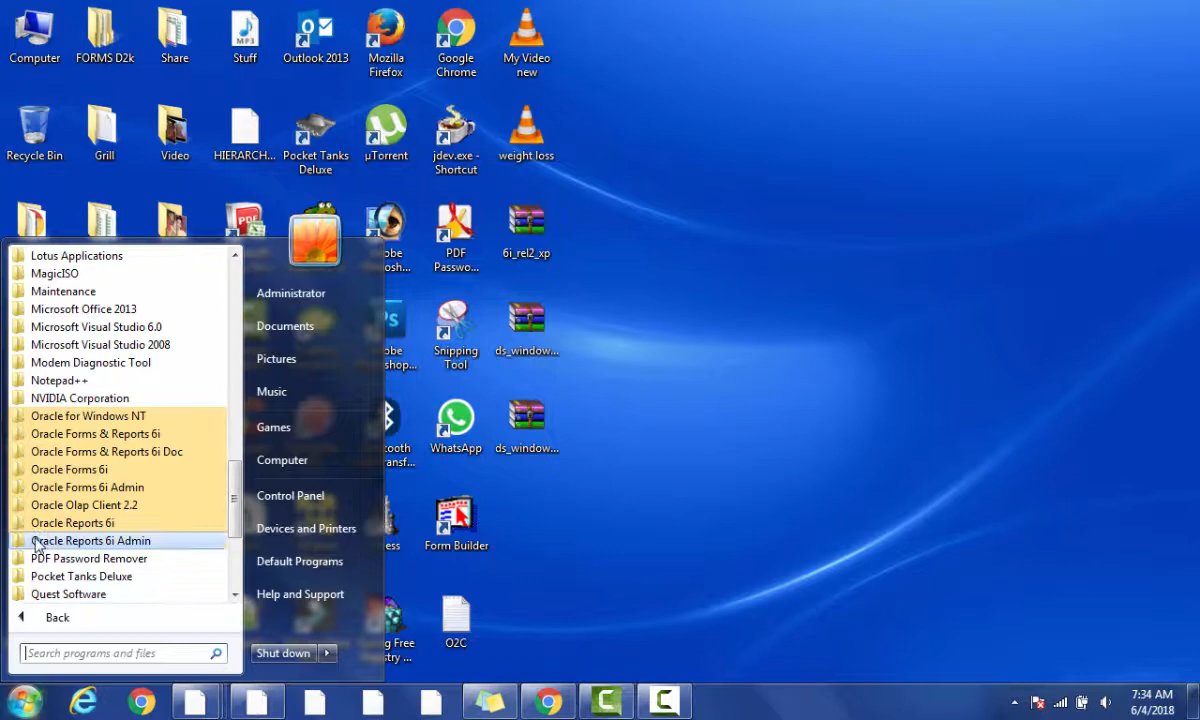 Computer
FORMS D2k
Share
Stuff
Outlook 2013
Mozilla
Firefox
Google
Chrome
My Video
new
Recycle Bin
Grill
Video
HIERARCH...
Pocket Tanks
Deluxe
µTorrent
jdev.exe -
Shortcut
weight loss
PDF
Passwo...
6i_rel2_xp
Snipping
Tool
ds_window...
WhatsApp
ds_window...
Form Builder
O2C
Lotus Applications
MagicISO
Maintenance
Microsoft Office 2013
Microsoft Visual Studio 6.0
Microsoft Visual Studio 2008
Modem Diagnostic Tool
Notepad++
NVIDIA Corporation
Oracle for Windows NT
Oracle Forms & Reports 6i
Oracle Forms & Reports 6i Doc
Oracle Forms 6i
Oracle Forms 6i Admin
Oracle Olap Client 2.2
Oracle Reports 6i
Oracle Reports 6i Admin
PDF Password Remover
Pocket Tanks Deluxe
Quest Software
Back
Search programs and files
Administrator
Documents
Pictures
Music
Games
Computer
Control Panel
Devices and Printers
Default Programs
Help and Support
Shut down
7:34 AM
6/4/2018